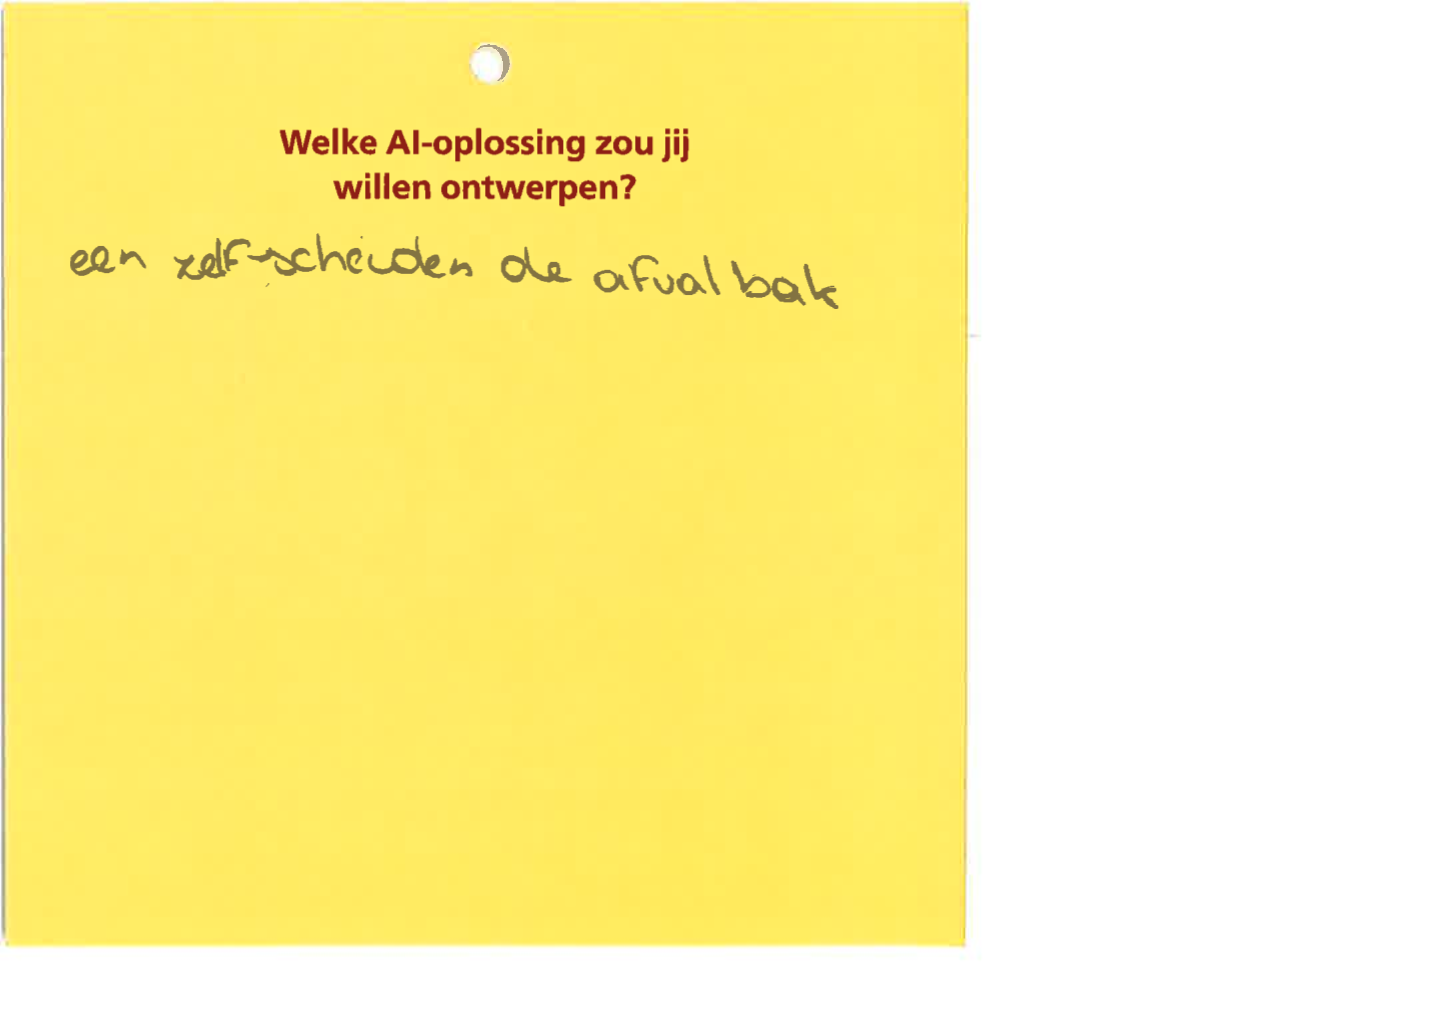 Welke AI-oplossing zou jij
willen ontwerpen?
een zelf-scheiden de afval bak